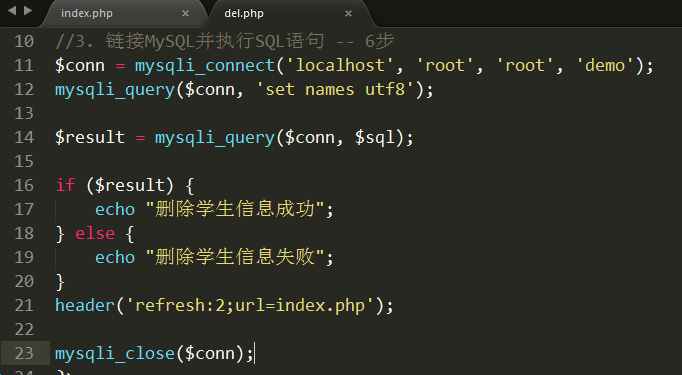 index.php × del.php ×
10 //3. 链接MySQL并执行SQL语句 -- 6步
11 $conn = mysqli_connect('localhost', 'root', 'root', 'demo');
12 mysqli_query($conn, 'set names utf8');
13
14 $result = mysqli_query($conn, $sql);
15
16 if ($result) {
17     echo "删除学生信息成功";
18 } else {
19     echo "删除学生信息失败";
20 }
21 header('refresh:2;url=index.php');
22
23 mysqli_close($conn);